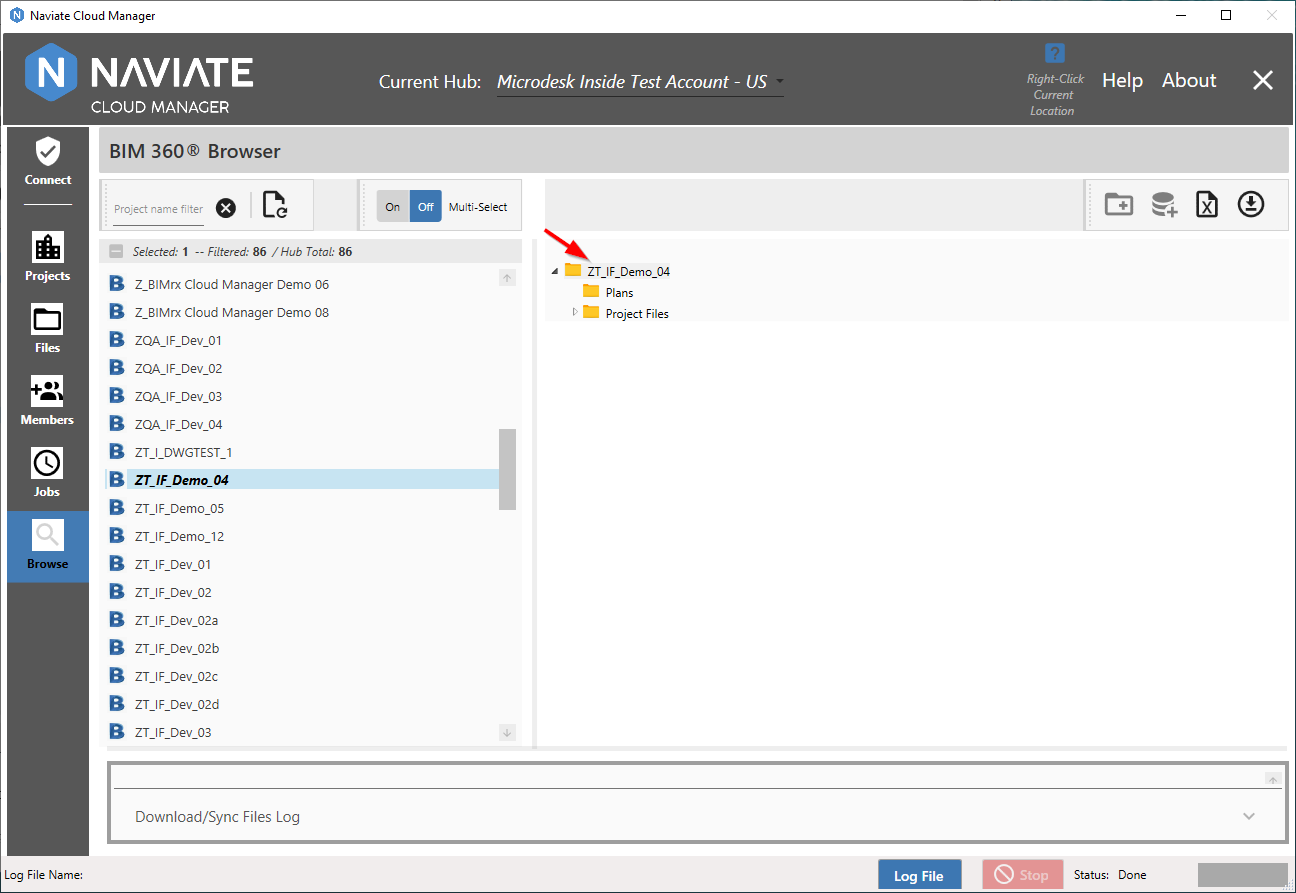 Naviate Cloud Manager
N NAVIATE
CLOUD MANAGER
Current Hub: Microdesk Inside Test Account - US
?
Right-Click
Current
Location
Help About
Connect
Projects
Files
Members
Jobs
Browse
BIM 360® Browser
Project name filter
On Off Multi-Select
Selected: 1 -- Filtered: 86 / Hub Total: 86
B Z_BIMrx Cloud Manager Demo 06
B Z_BIMrx Cloud Manager Demo 08
B ZQA_IF_Dev_01
B ZQA_IF_Dev_02
B ZQA_IF_Dev_03
B ZQA_IF_Dev_04
B ZT_I_DWGTEST_1
B ZT_IF_Demo_04
B ZT_IF_Demo_05
B ZT_IF_Demo_12
B ZT_IF_Dev_01
B ZT_IF_Dev_02
B ZT_IF_Dev_02a
B ZT_IF_Dev_02b
B ZT_IF_Dev_02c
B ZT_IF_Dev_02d
B ZT_IF_Dev_03
ZT_IF_Demo_04
Plans
Project Files
Download/Sync Files Log
Log File Name:
Log File
Stop
Status: Done